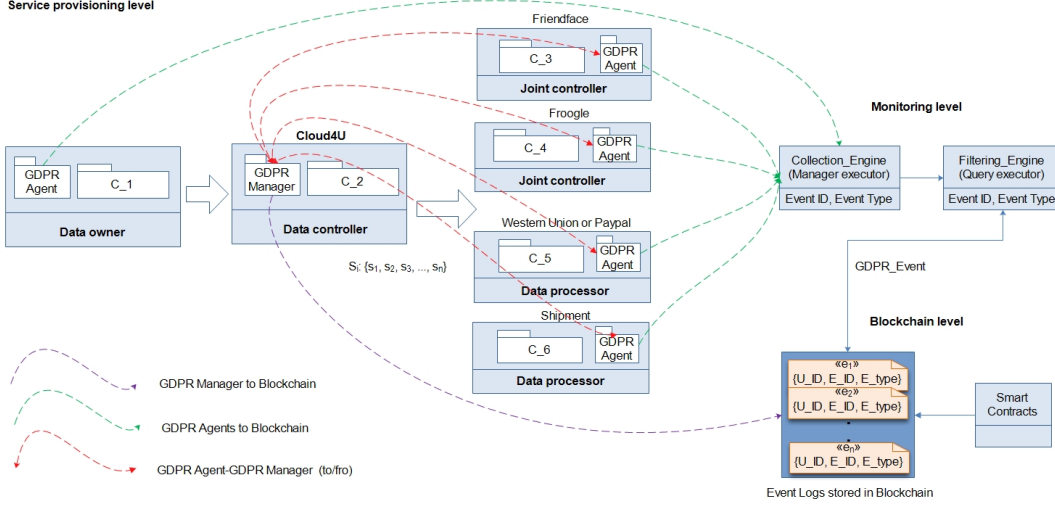 Service provisioning level
Friendface
C_3
GDPR
Agent
Joint controller
Froogle
C_4
GDPR
Agent
Joint controller
Monitoring level
Cloud4U
GDPR
Agent
C_1
Data owner
GDPR
Manager
C_2
Data controller
Collection_Engine
(Manager executor)
Event ID, Event Type
Filtering_Engine
(Query executor)
Event ID, Event Type
Western Union or Paypal
C_5
GDPR
Agent
Data processor
Sᵢ: {s₁, s₂, s₃, ..., sₙ}
GDPR_Event
Shipment
C_6
GDPR
Agent
Data processor
Blockchain level
«e₁»
{U_ID, E_ID, E_type}
«e₂»
{U_ID, E_ID, E_type}
.
.
«eₙ»
{U_ID, E_ID, E_type}
Smart
Contracts
Event Logs stored in Blockchain
GDPR Manager to Blockchain
GDPR Agents to Blockchain
GDPR Agent-GDPR Manager (to/fro)